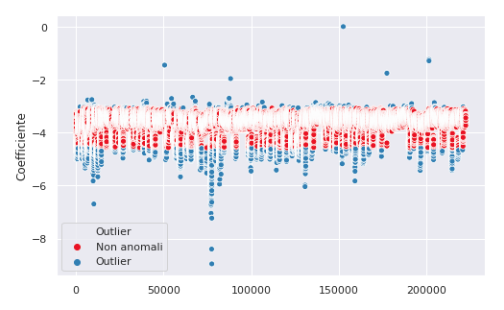 0
−2
−4
−6
−8
Coefficiente
Outlier
Non anomali
Outlier
0
50000
100000
150000
200000